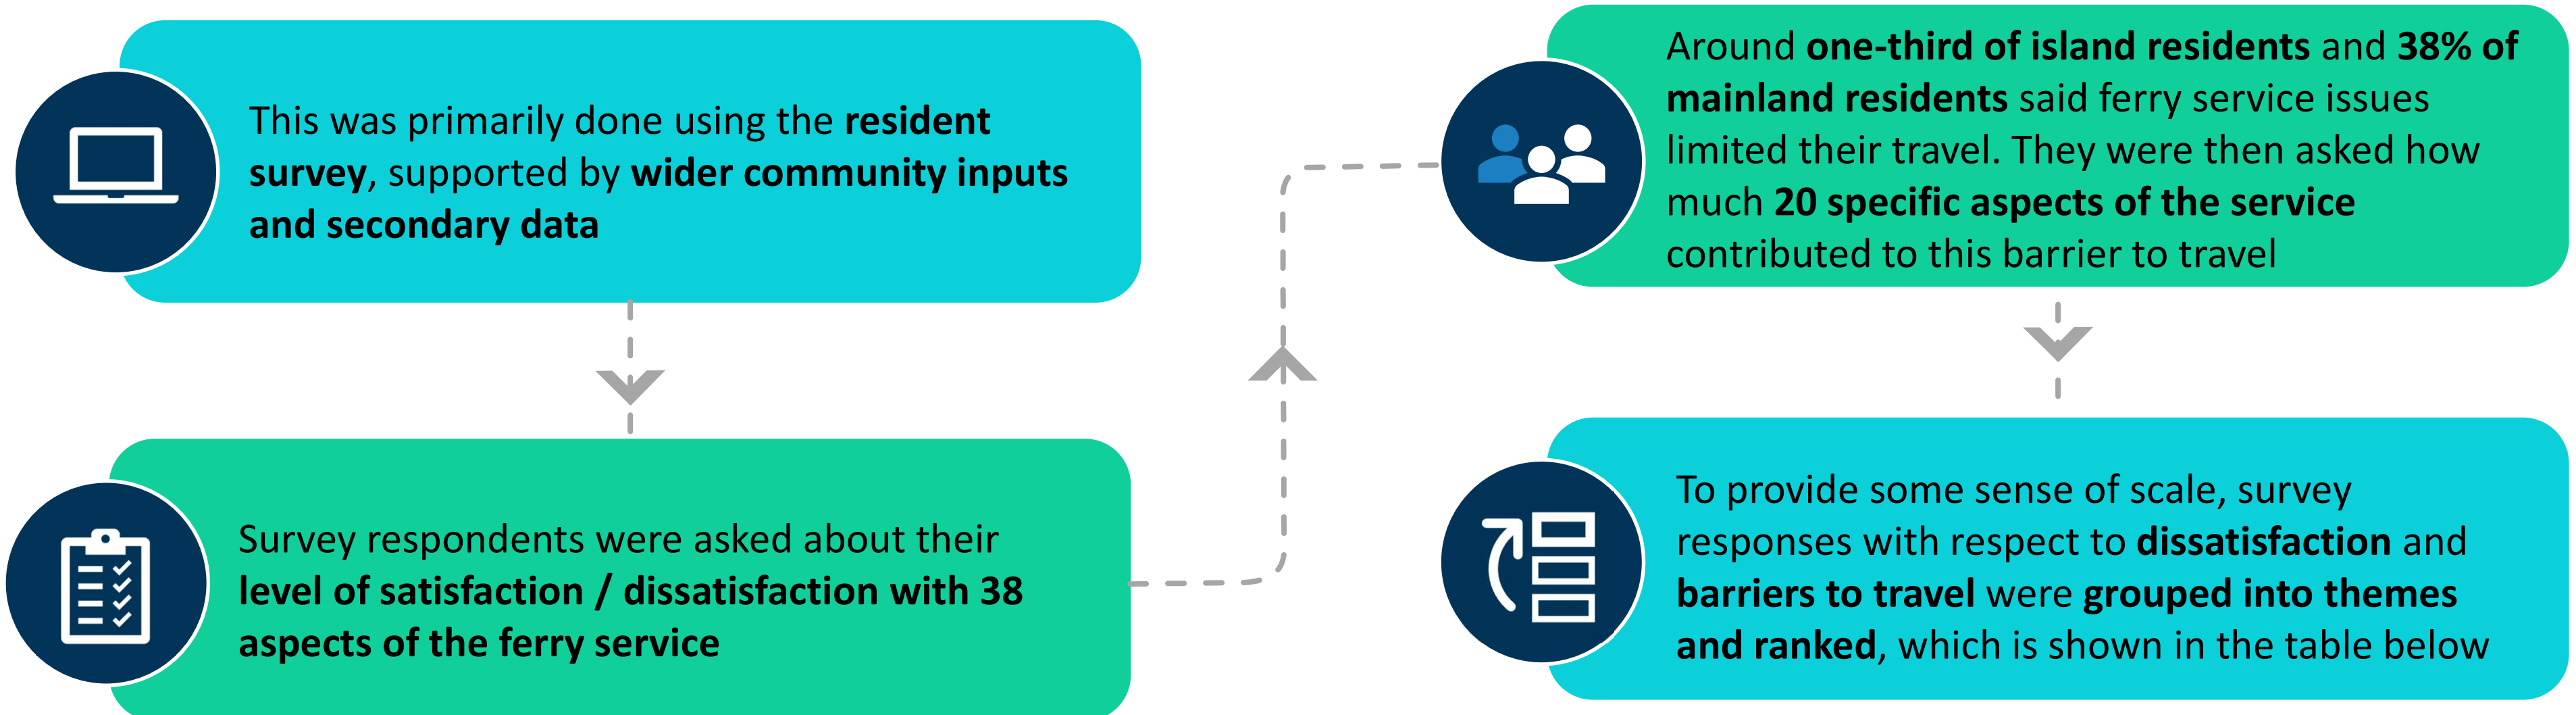 This was primarily done using the resident
survey, supported by wider community inputs
and secondary data
Survey respondents were asked about their
level of satisfaction / dissatisfaction with 38
aspects of the ferry service
Around one-third of island residents and 38% of
mainland residents said ferry service issues
limited their travel. They were then asked how
much 20 specific aspects of the service
contributed to this barrier to travel
To provide some sense of scale, survey
responses with respect to dissatisfaction and
barriers to travel were grouped into themes
and ranked, which is shown in the table below